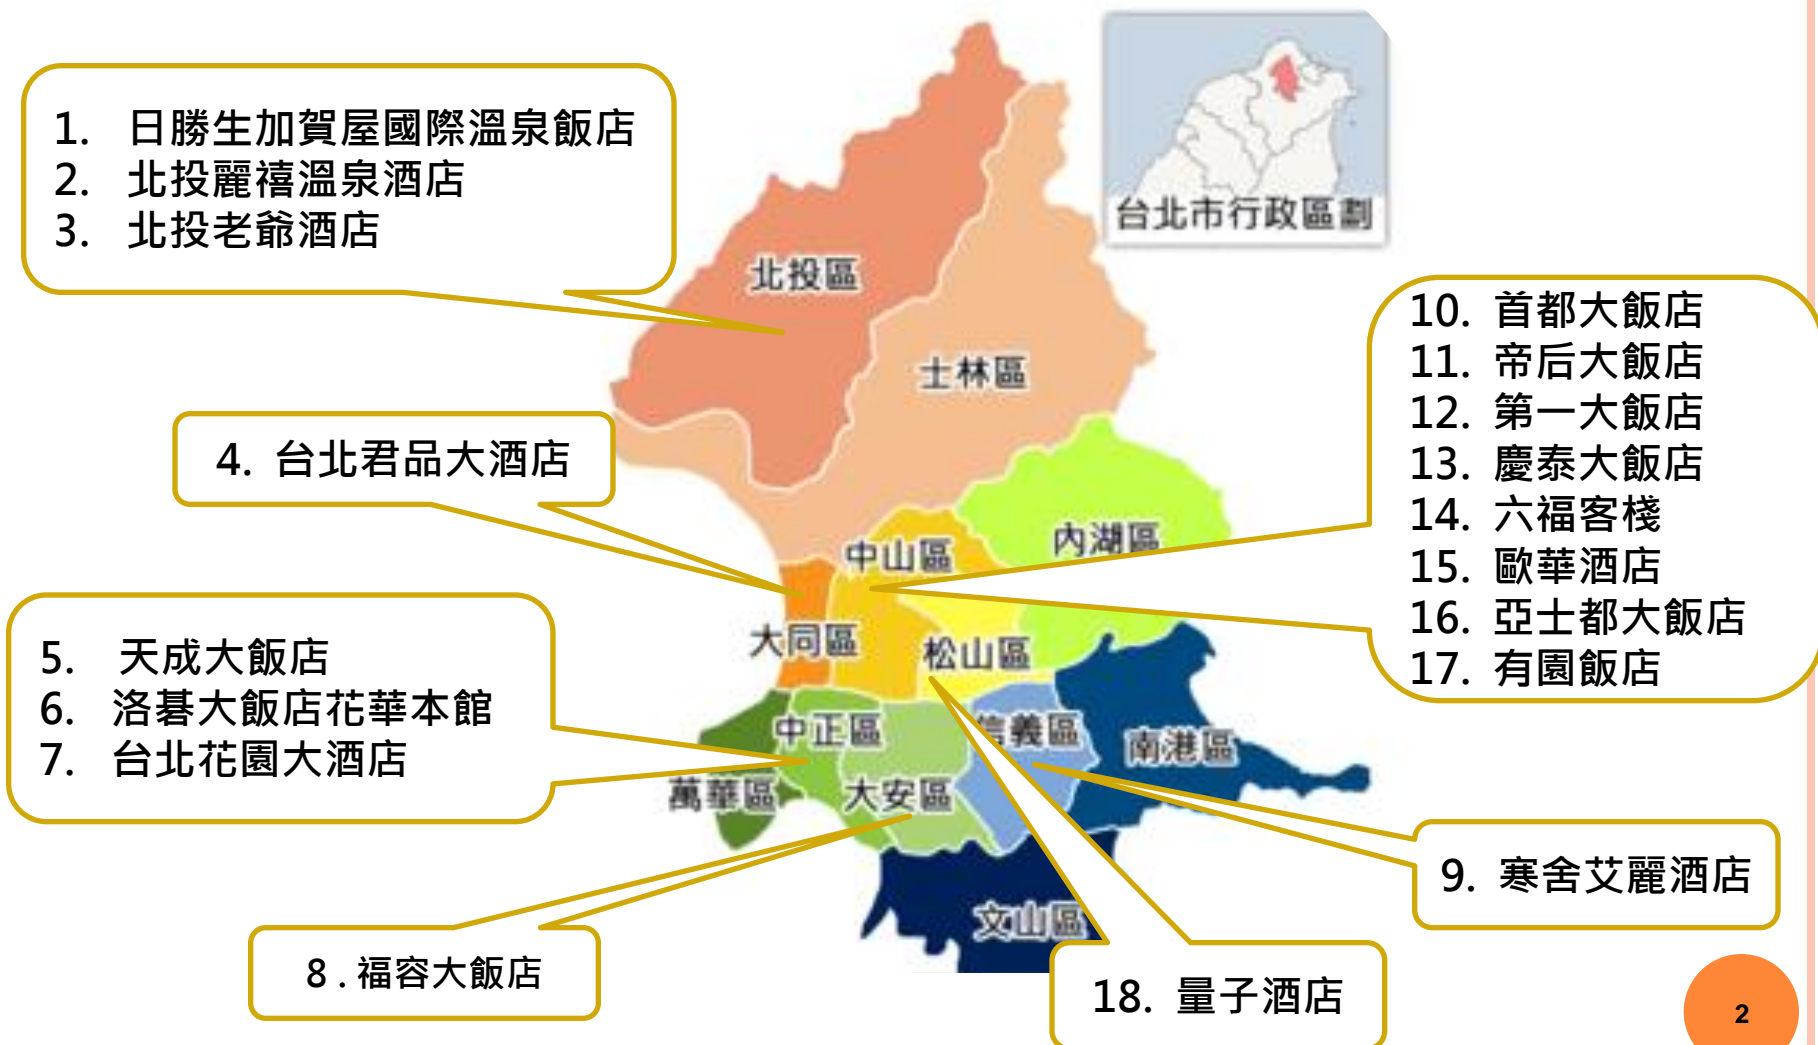 台北市行政區劃
1. 日勝生加賀屋國際溫泉飯店
2. 北投麗禧溫泉酒店
3. 北投老爺酒店
北投區
士林區
4. 台北君品大酒店
10. 首都大飯店
11. 帝后大飯店
12. 第一大飯店
13. 慶泰大飯店
14. 六福客棧
15. 歐華酒店
16. 亞士都大飯店
17. 有園飯店
中山區
內湖區
大同區
松山區
5. 天成大飯店
6. 洛碁大飯店花華本館
7. 台北花園大酒店
中正區
信義區
南港區
萬華區
大安區
9. 寒舍艾麗酒店
文山區
8 . 福容大飯店
18. 量子酒店
2